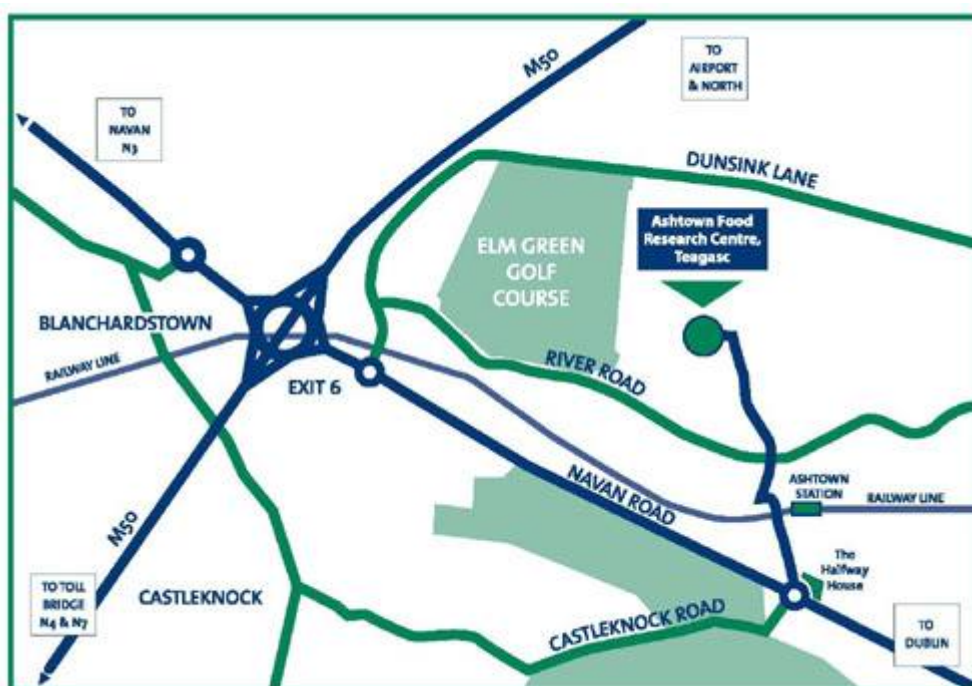 M50
TO
AIRPORT
& NORTH
TO
NAVAN
N3
DUNSINK LANE
Ashtown Food
Research Centre,
Teagasc
ELM GREEN
GOLF
COURSE
BLANCHARDSTOWN
RAILWAY LINE
EXIT 6
RIVER ROAD
NAVAN ROAD
ASHTOWN
STATION
RAILWAY LINE
M50
The
Halfway
House
TO TOLL
BRIDGE
N4 & N7
CASTLEKNOCK
CASTLEKNOCK ROAD
TO
DUBLIN